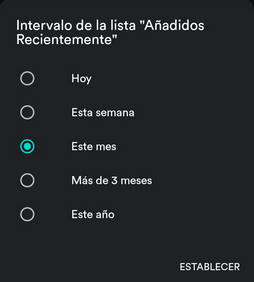 Intervalo de la lista "Añadidos
Recientemente"
Hoy
Esta semana
Este mes
Más de 3 meses
Este año
ESTABLECER